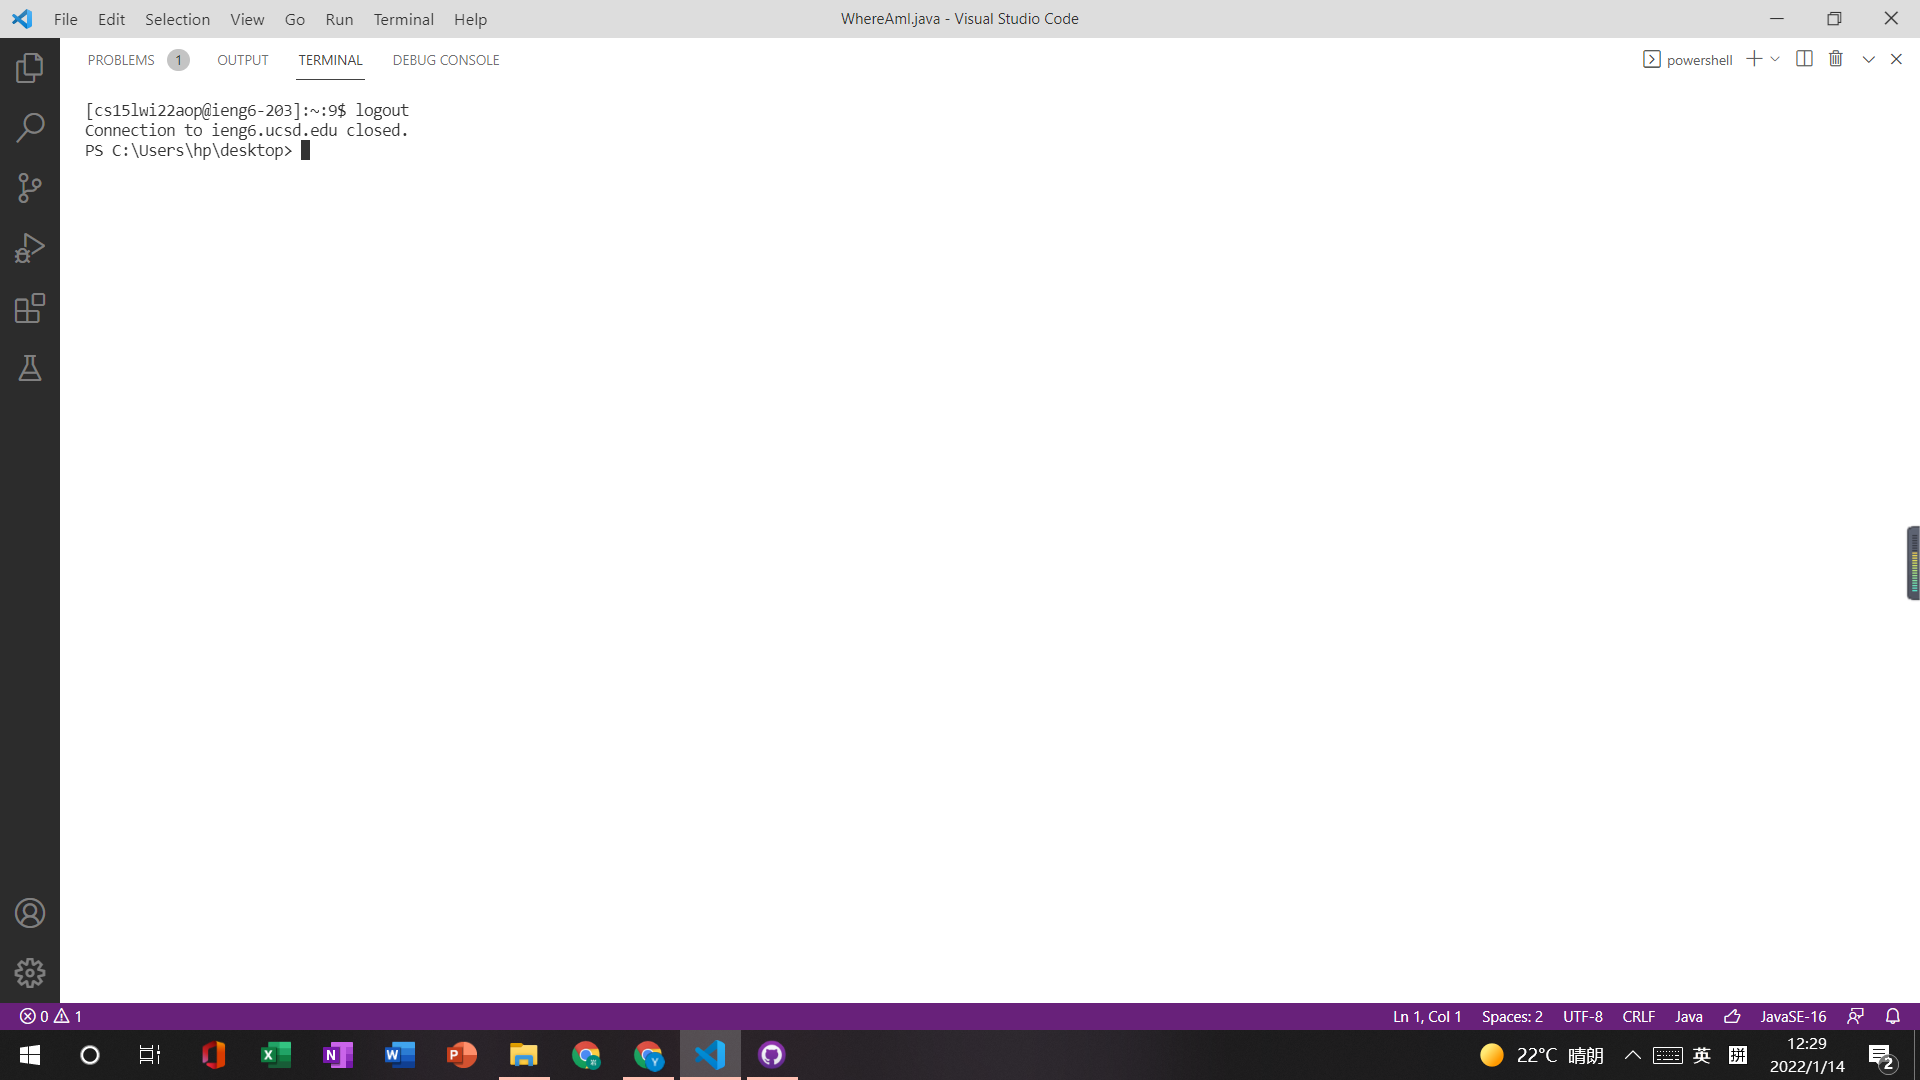 File Edit Selection View Go Run Terminal Help
WhereAmI.java - Visual Studio Code
PROBLEMS 1 OUTPUT TERMINAL DEBUG CONSOLE
powershell
[cs15lwi22aop@ieng6-203]:~:9$ logout
Connection to ieng6.ucsd.edu closed.
PS C:\Users\hp\desktop>
0 1
Ln 1, Col 1 Spaces: 2 UTF-8 CRLF Java JavaSE-16
22°C 晴朗 英 拼
12:29
2022/1/14
2